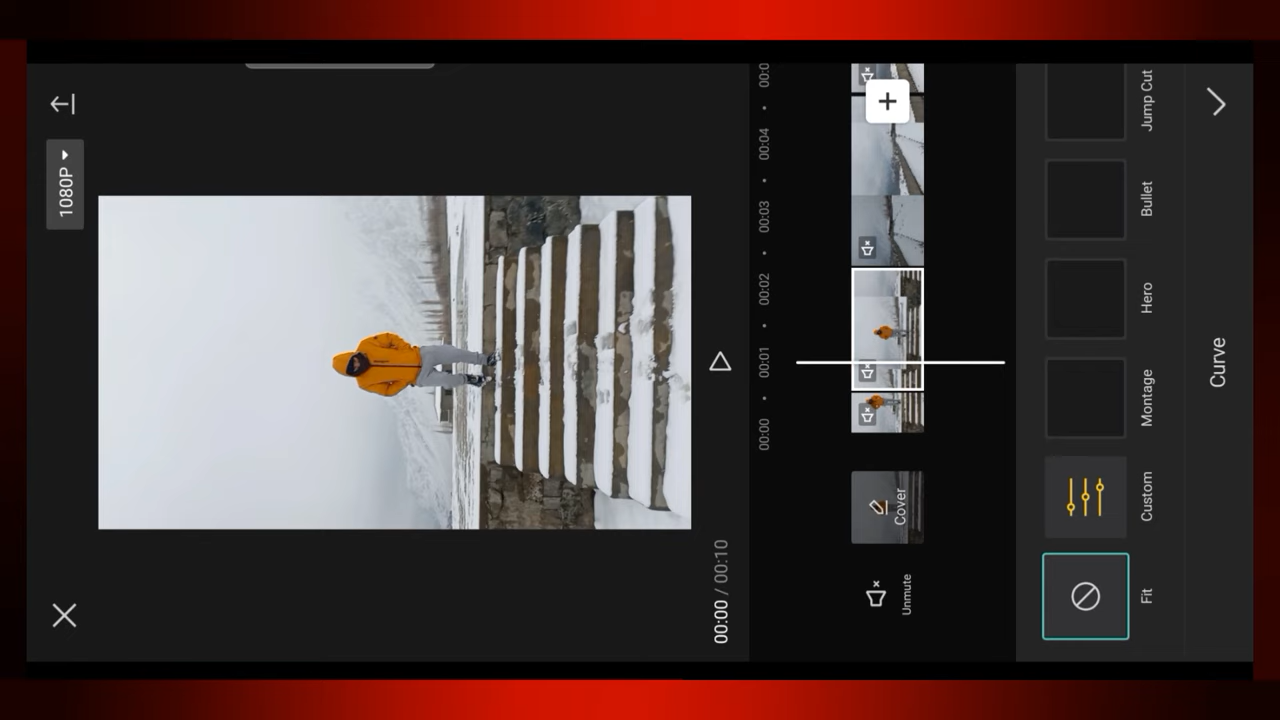 1080P
00:00 / 00:10
00:00
00:01
00:02
00:03
00:04
00:0
Unmute
Cover
Fit
Custom
Montage
Hero
Bullet
Jump Cut
Curve